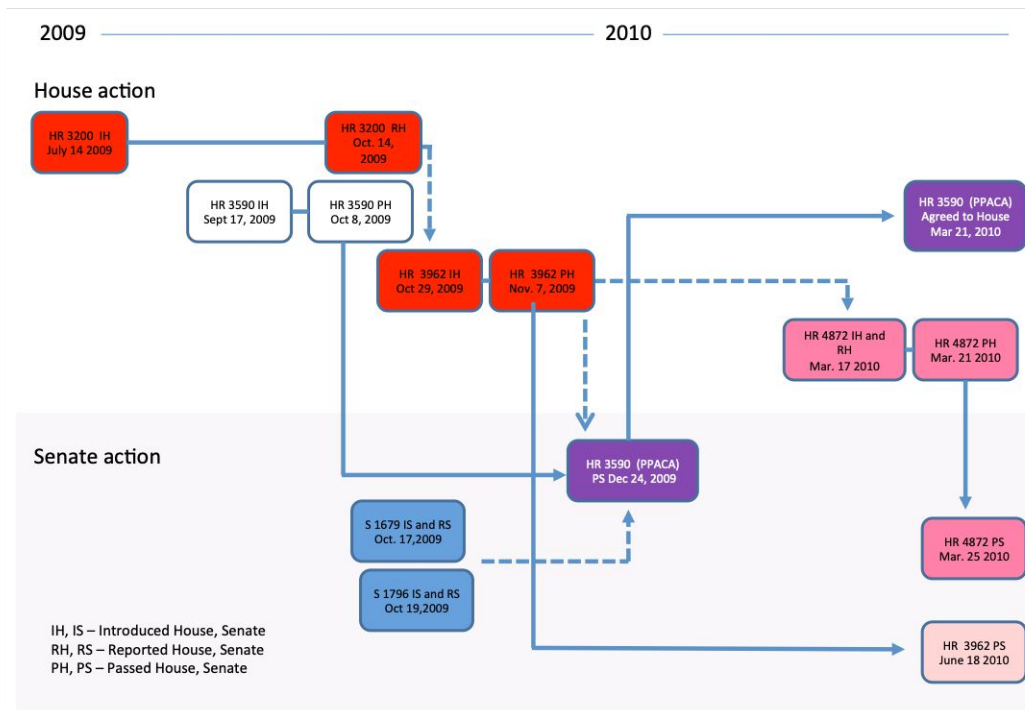 2009
2010
House action
HR 3200 IH
July 14 2009
HR 3200 RH
Oct. 14,
2009
HR 3590 IH
Sept 17, 2009
HR 3590 PH
Oct 8, 2009
HR 3590 (PPACA)
Agreed to House
Mar 21, 2010
HR 3962 IH
Oct 29, 2009
HR 3962 PH
Nov. 7, 2009
HR 4872 IH and
RH
Mar. 17 2010
HR 4872 PH
Mar. 21 2010
Senate action
HR 3590 (PPACA)
PS Dec 24, 2009
S 1679 IS and RS
Oct. 17,2009
HR 4872 PS
Mar. 25 2010
S 1796 IS and RS
Oct 19,2009
IH, IS – Introduced House, Senate
RH, RS – Reported House, Senate
PH, PS – Passed House, Senate
HR 3962 PS
June 18 2010